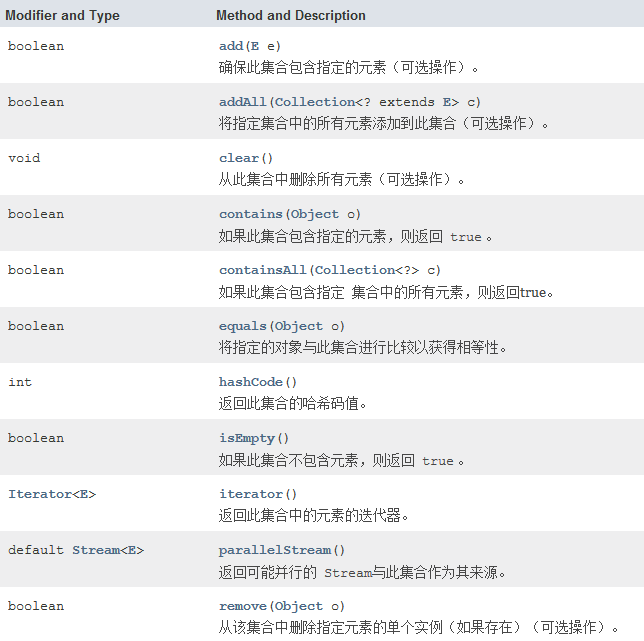 Modifier and Type Method and Description
boolean add(E e)
确保此集合包含指定的元素（可选操作）。
boolean addAll(Collection<? extends E> c)
将指定集合中的所有元素添加到此集合（可选操作）。
void clear()
从此集合中删除所有元素（可选操作）。
boolean contains(Object o)
如果此集合包含指定的元素，则返回 true 。
boolean containsAll(Collection<?> c)
如果此集合包含指定 集合中的所有元素，则返回true。
boolean equals(Object o)
将指定的对象与此集合进行比较以获得相等性。
int hashCode()
返回此集合的哈希码值。
boolean isEmpty()
如果此集合不包含元素，则返回 true 。
Iterator<E> iterator()
返回此集合中的元素的迭代器。
default Stream<E> parallelStream()
返回可能并行的 Stream与此集合作为其来源。
boolean remove(Object o)
从该集合中删除指定元素的单个实例（如果存在）（可选操作）。